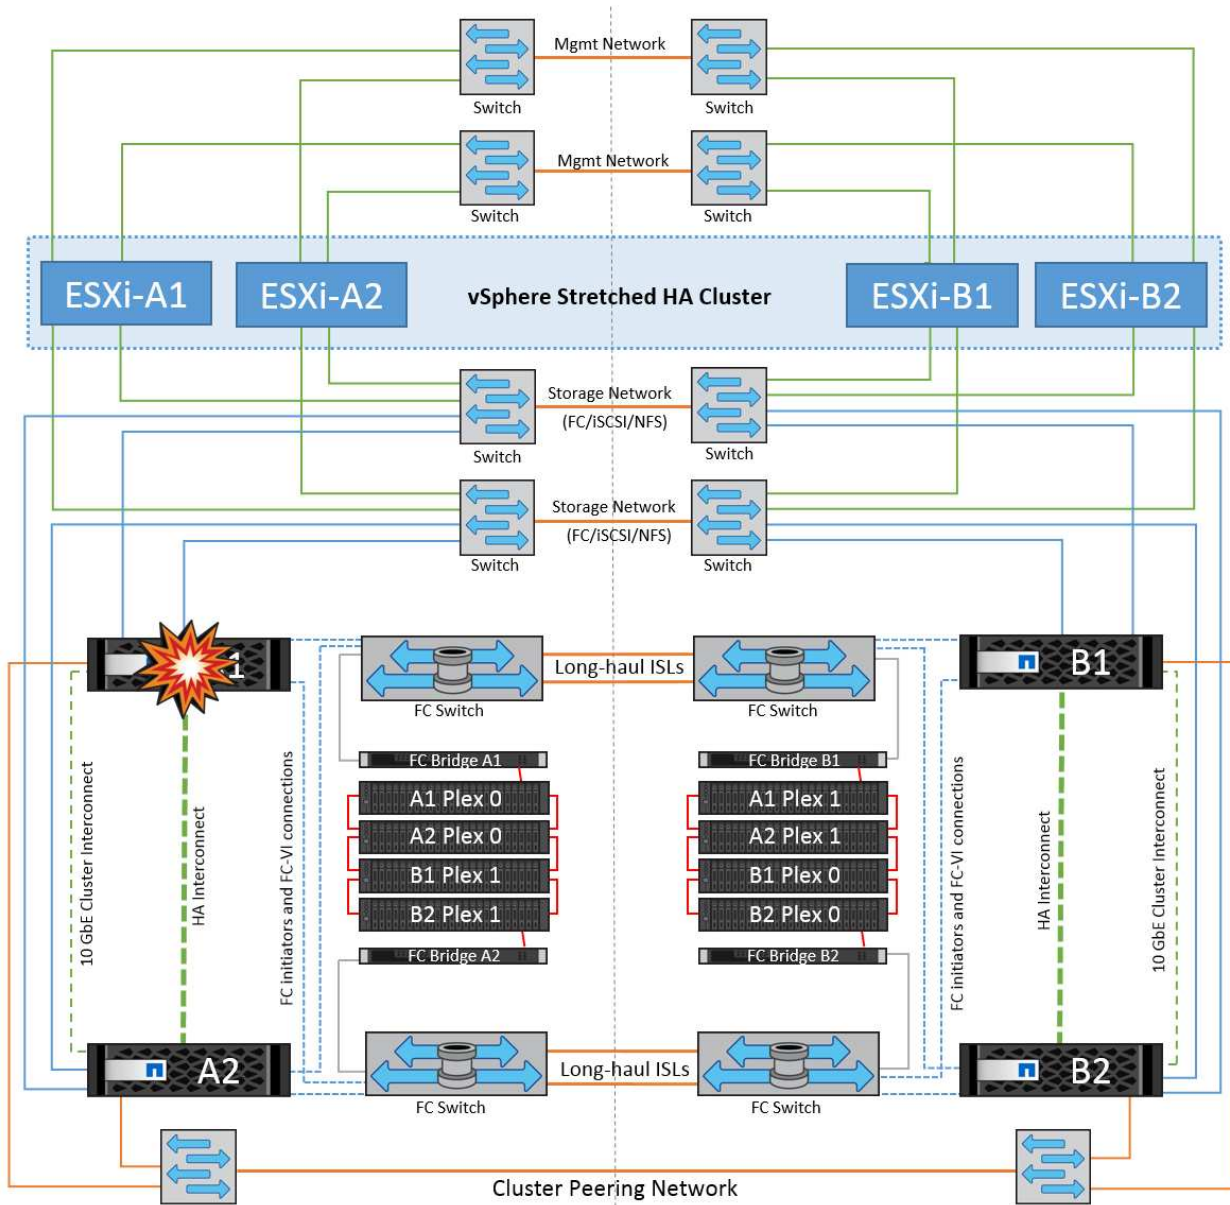 Mgmt Network
Switch
Switch
Mgmt Network
Switch
Switch
ESXi-A1
ESXi-A2
vSphere Stretched HA Cluster
ESXi-B1
ESXi-B2
Storage Network
(FC/iSCSI/NFS)
Switch
Switch
Storage Network
(FC/iSCSI/NFS)
Switch
Switch
1
B1
Long-haul ISLs
FC Switch
FC Switch
10 GbE Cluster Interconnect
HA Interconnect
FC initiators and FC-VI connections
FC Bridge A1
A1 Plex 0
A2 Plex 0
B1 Plex 1
B2 Plex 1
FC Bridge A2
FC Bridge B1
A1 Plex 1
A2 Plex 1
B1 Plex 0
B2 Plex 0
FC Bridge B2
FC initiators and FC-VI connections
HA Interconnect
10 GbE Cluster Interconnect
A2
B2
Long-haul ISLs
FC Switch
FC Switch
Cluster Peering Network